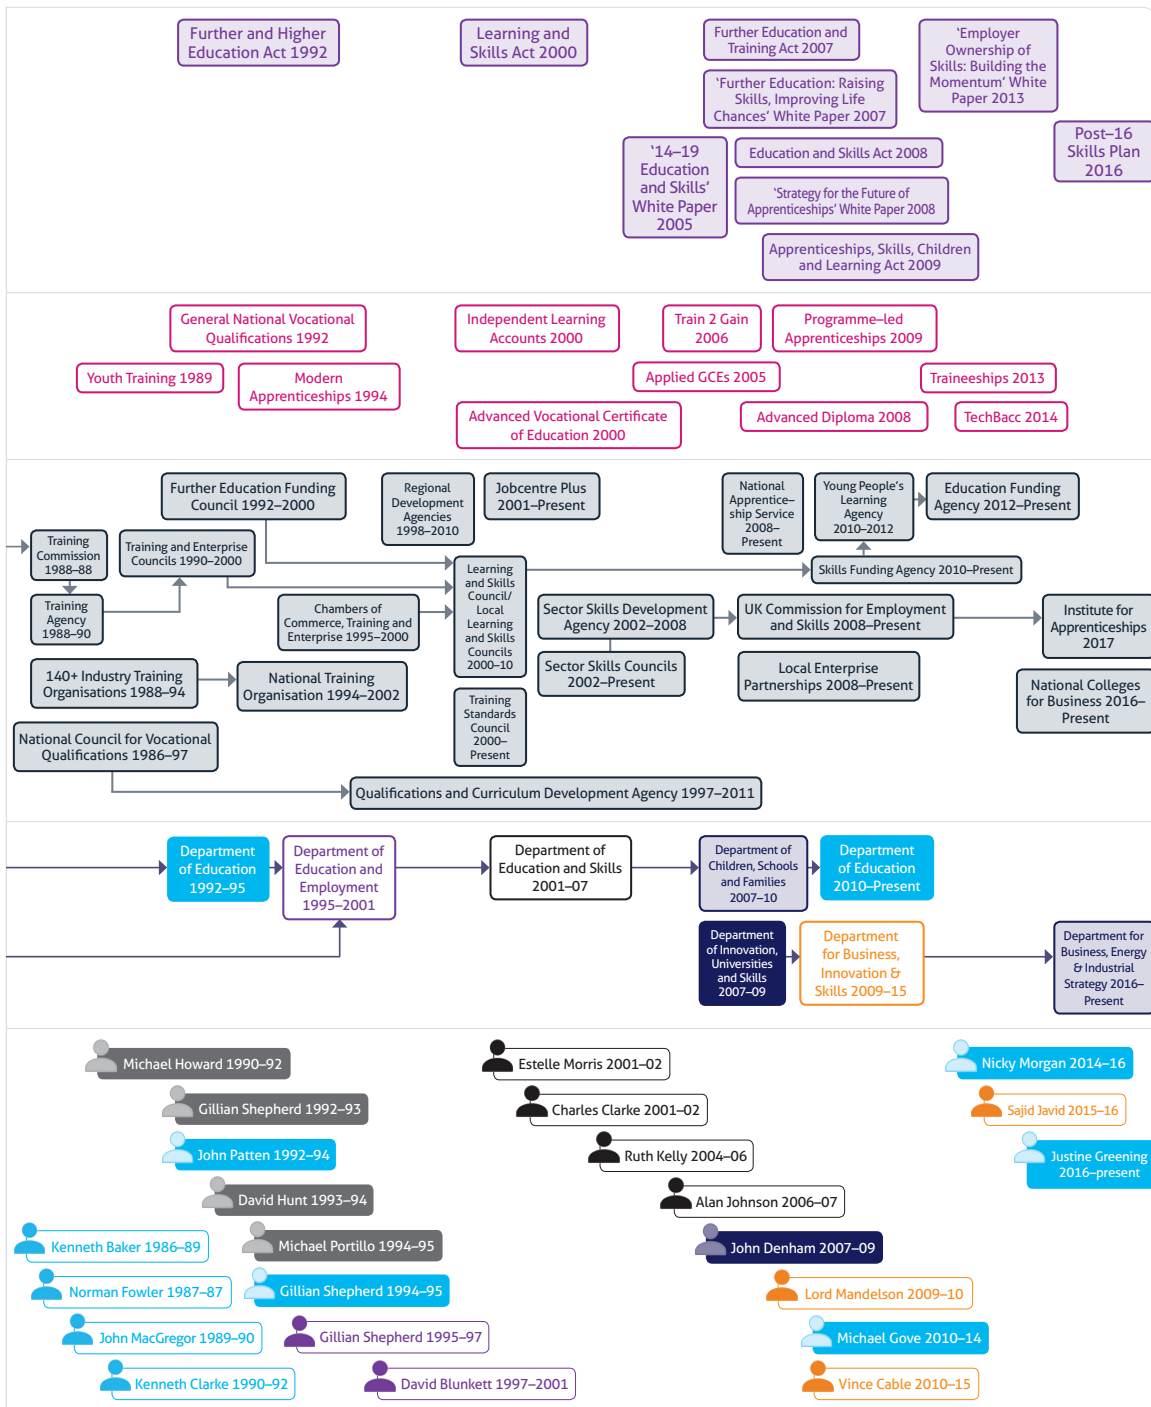 Further and Higher
Education Act 1992
Learning and
Skills Act 2000
Further Education and
Training Act 2007
‘Employer
Ownership of
Skills: Building the
Momentum’ White
Paper 2013
‘Further Education: Raising
Skills, Improving Life
Chances’ White Paper 2007
Post–16
Skills Plan
2016
‘14–19
Education
and Skills’
White Paper
2005
Education and Skills Act 2008
‘Strategy for the Future of
Apprenticeships’ White Paper 2008
Apprenticeships, Skills, Children
and Learning Act 2009
General National Vocational
Qualifications 1992
Independent Learning
Accounts 2000
Train 2 Gain
2006
Programme–led
Apprenticeships 2009
Youth Training 1989
Modern
Apprenticeships 1994
Applied GCEs 2005
Traineeships 2013
Advanced Vocational Certificate
of Education 2000
Advanced Diploma 2008
TechBacc 2014
Further Education Funding
Council 1992–2000
Regional
Development
Agencies
1998–2010
Jobcentre Plus
2001–Present
National
Apprentice–
ship Service
2008–
Present
Young People’s
Learning
Agency
2010–2012
Education Funding
Agency 2012–Present
Training
Commission
1988–88
Training and Enterprise
Councils 1990–2000
Learning
and Skills
Council/
Local
Learning
and Skills
Councils
2000–10
Skills Funding Agency 2010–Present
Training
Agency
1988–90
Chambers of
Commerce, Training and
Enterprise 1995–2000
Sector Skills Development
Agency 2002–2008
UK Commission for Employment
and Skills 2008–Present
Institute for
Apprenticeships
2017
140+ Industry Training
Organisations 1988–94
National Training
Organisation 1994–2002
Sector Skills Councils
2002–Present
Local Enterprise
Partnerships 2008–Present
National Colleges
for Business 2016–
Present
Training
Standards
Council
2000–
Present
National Council for Vocational
Qualifications 1986–97
Qualifications and Curriculum Development Agency 1997–2011
Department
of Education
1992–95
Department of
Education and
Employment
1995–2001
Department of
Education and Skills
2001–07
Department of
Children, Schools
and Families
2007–10
Department
of Education
2010–Present
Department
of Innovation,
Universities
and Skills
2007–09
Department
for Business,
Innovation &
Skills 2009–15
Department for
Business, Energy
& Industrial
Strategy 2016–
Present
Michael Howard 1990–92
Estelle Morris 2001–02
Nicky Morgan 2014–16
Gillian Shepherd 1992–93
Charles Clarke 2001–02
Sajid Javid 2015–16
John Patten 1992–94
Ruth Kelly 2004–06
Justine Greening
2016–present
David Hunt 1993–94
Alan Johnson 2006–07
Kenneth Baker 1986–89
Michael Portillo 1994–95
John Denham 2007–09
Norman Fowler 1987–87
Gillian Shepherd 1994–95
Lord Mandelson 2009–10
John MacGregor 1989–90
Gillian Shepherd 1995–97
Michael Gove 2010–14
Kenneth Clarke 1990–92
David Blunkett 1997–2001
Vince Cable 2010–15